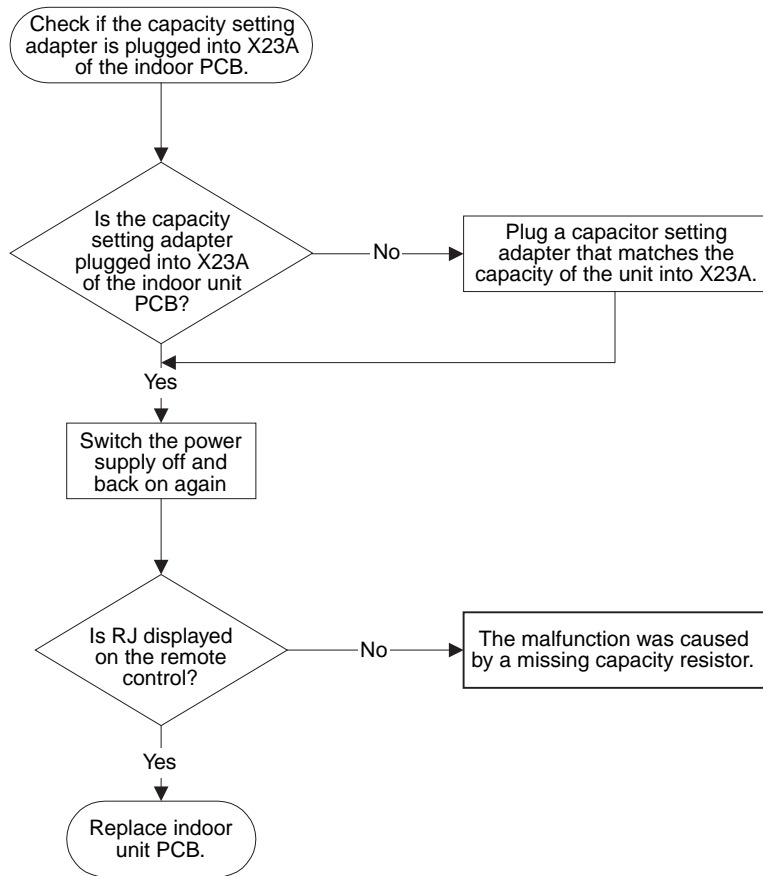 Check if the capacity setting
adapter is plugged into X23A
of the indoor PCB.
Is the capacity
setting adapter
plugged into X23A
of the indoor unit
PCB?
No
Plug a capacitor setting
adapter that matches the
capacity of the unit into X23A.
Yes
Switch the power
supply off and
back on again
Is RJ displayed
on the remote
control?
No
The malfunction was caused
by a missing capacity resistor.
Yes
Replace indoor
unit PCB.